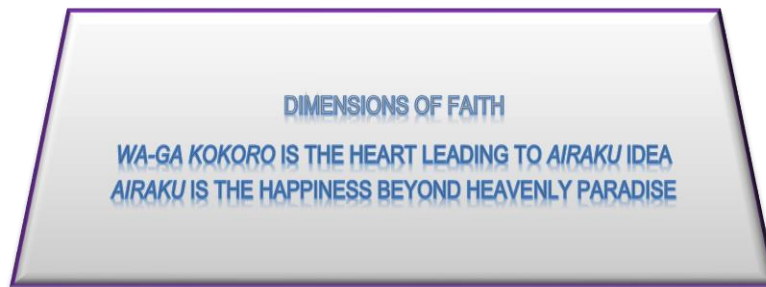 DIMENSIONS OF FAITH
WA-GA KOKORO IS THE HEART LEADING TO AIRAKU IDEA
AIRAKU IS THE HAPPINESS BEYOND HEAVENLY PARADISE